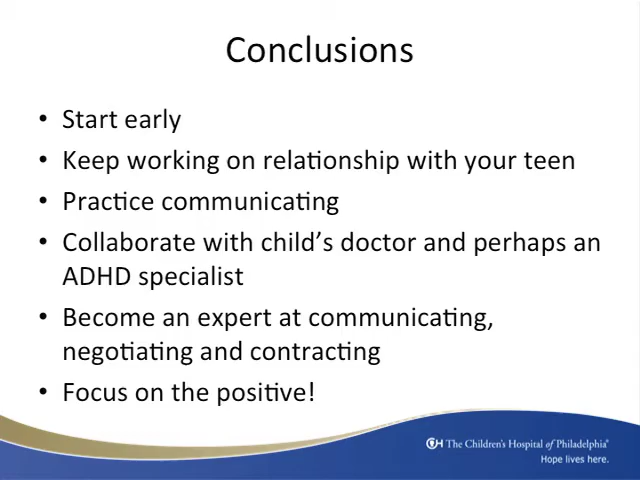 Conclusions
• Start early
• Keep working on relationship with your teen
• Practice communicating
• Collaborate with child's doctor and perhaps an
ADHD specialist
• Become an expert at communicating,
negotiating and contracting
• Focus on the positive!
CH The Children's Hospital of Philadelphia®
Hope lives here.